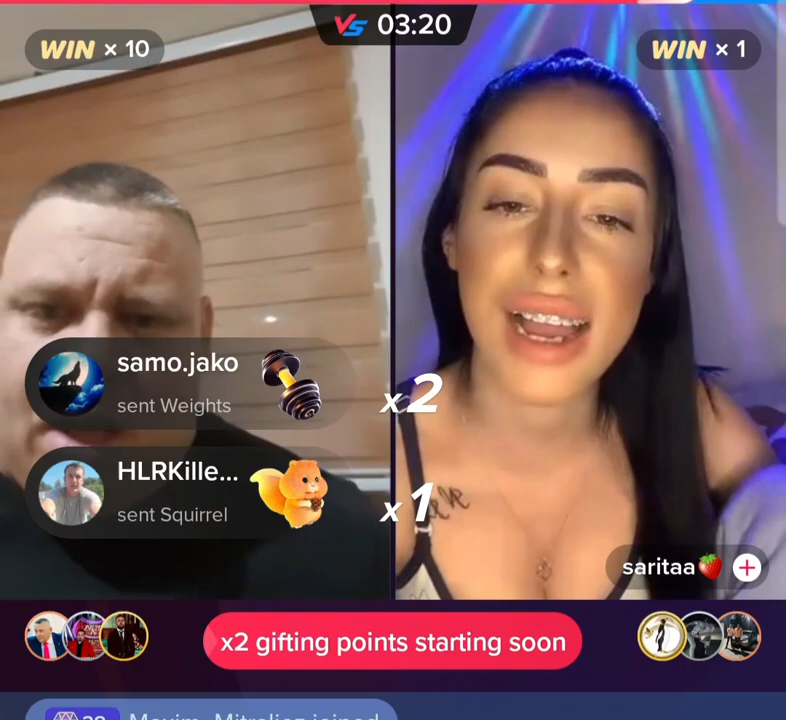 VS 03:20
WIN × 10
WIN × 1
samo.jako
sent Weights
x2
HLRKille...
sent Squirrel
x1
saritaa🍓
x2 gifting points starting soon